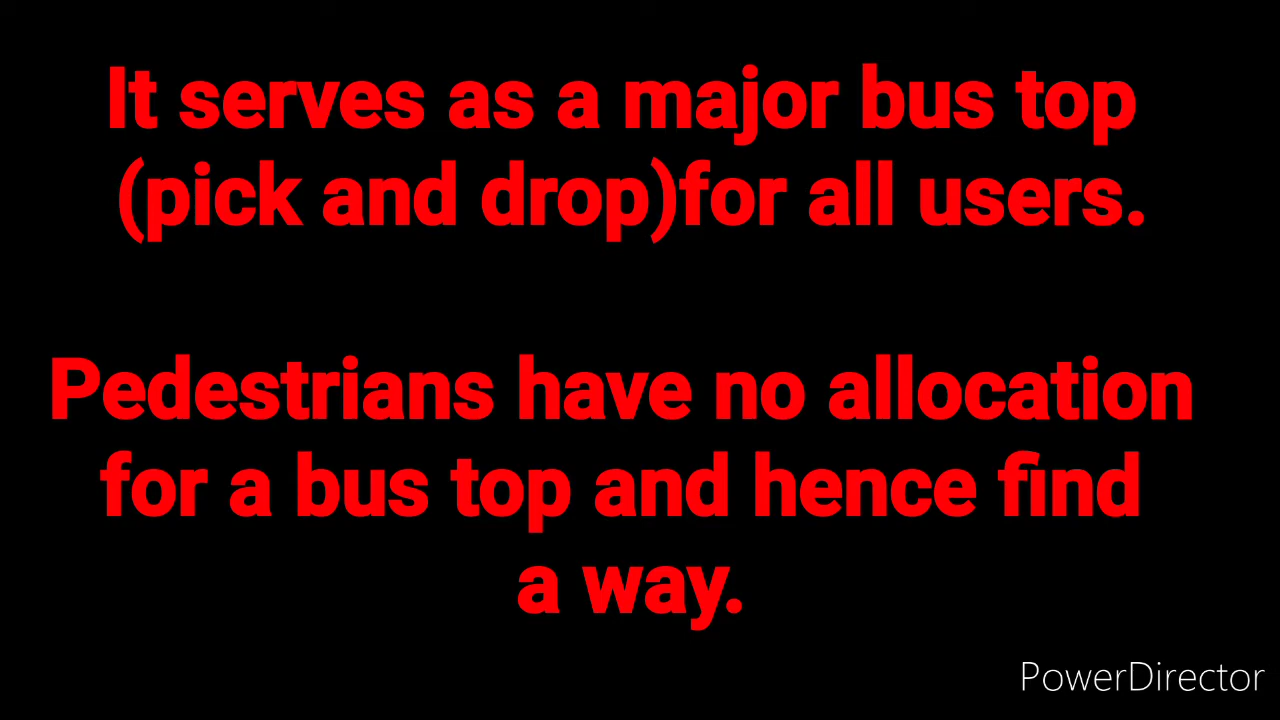 It serves as a major bus top
(pick and drop)for all users.
Pedestrians have no allocation
for a bus top and hence find
a way.
PowerDirector